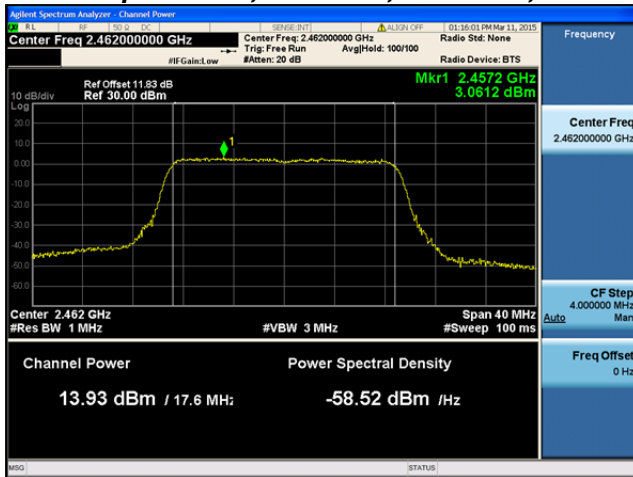 Agilent Spectrum Analyzer - Channel Power
RL RF 50 Ω DC SENSE:INT ALIGN OFF 01:16:01 PM Mar 11, 2015
Center Freq 2.462000000 GHz
Center Freq: 2.462000000 GHz
Radio Std: None
Trig: Free Run Avg|Hold: 100/100
#IFGain:Low #Atten: 20 dB Radio Device: BTS
Frequency
Mkr1 2.4572 GHz
3.0612 dBm
Ref Offset 11.83 dB
10 dB/div Ref 30.00 dBm
Log
20.0
10.0
0.00
-10.0
-20.0
-30.0
-40.0
-50.0
-60.0
1
Center 2.462 GHz Span 40 MHz
#Res BW 1 MHz #VBW 3 MHz #Sweep 100 ms
Channel Power Power Spectral Density
13.93 dBm / 17.6 MHz -58.52 dBm /Hz
Center Freq
2.462000000 GHz
CF Step
4.000000 MHz
Auto Man
Freq Offset
0 Hz
MSG STATUS